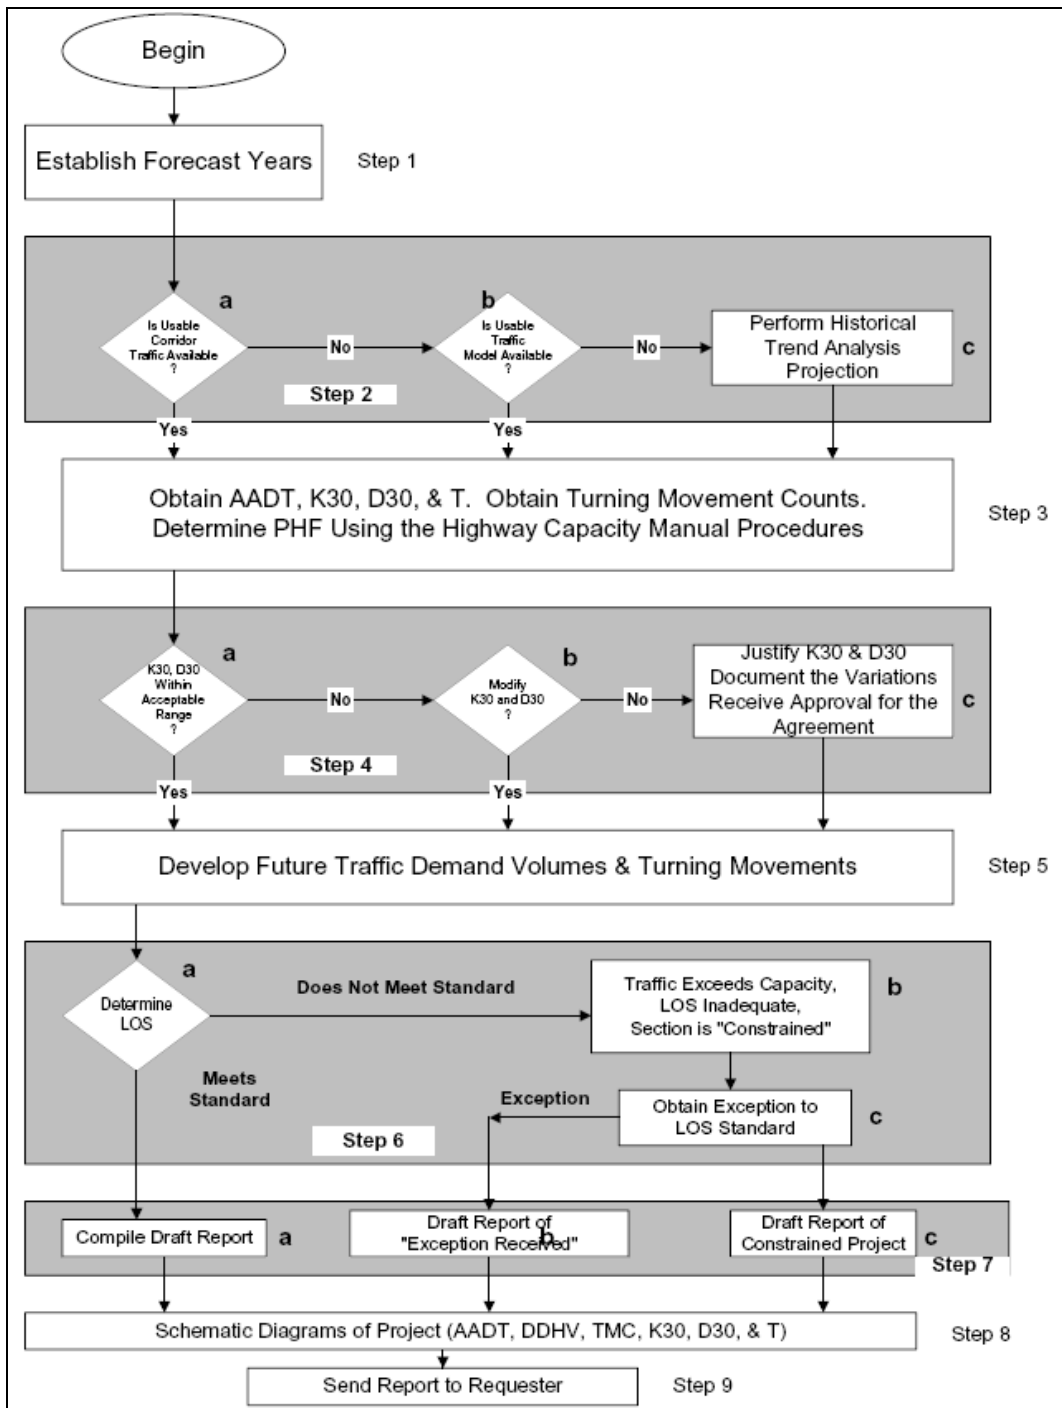 Begin
Establish Forecast Years
Step 1
a
Is Usable
Corridor
Traffic Available
?
No
b
Is Usable
Traffic
Model Available
?
No
Perform Historical
Trend Analysis
Projection
c
Step 2
Yes
Yes
Obtain AADT, K30, D30, & T. Obtain Turning Movement Counts.
Determine PHF Using the Highway Capacity Manual Procedures
Step 3
a
K30, D30
Within
Acceptable
Range
?
No
b
Modify
K30 and D30
?
No
Justify K30 & D30
Document the Variations
Receive Approval for the
Agreement
c
Step 4
Yes
Yes
Develop Future Traffic Demand Volumes & Turning Movements
Step 5
a
Determine
LOS
Does Not Meet Standard
Traffic Exceeds Capacity,
LOS Inadequate,
Section is "Constrained"
b
Meets
Standard
Exception
Obtain Exception to
LOS Standard
c
Step 6
Compile Draft Report
a
Draft Report of
"Exception Received"
b
Draft Report of
Constrained Project
c
Step 7
Schematic Diagrams of Project (AADT, DDHV, TMC, K30, D30, & T)
Step 8
Send Report to Requester
Step 9